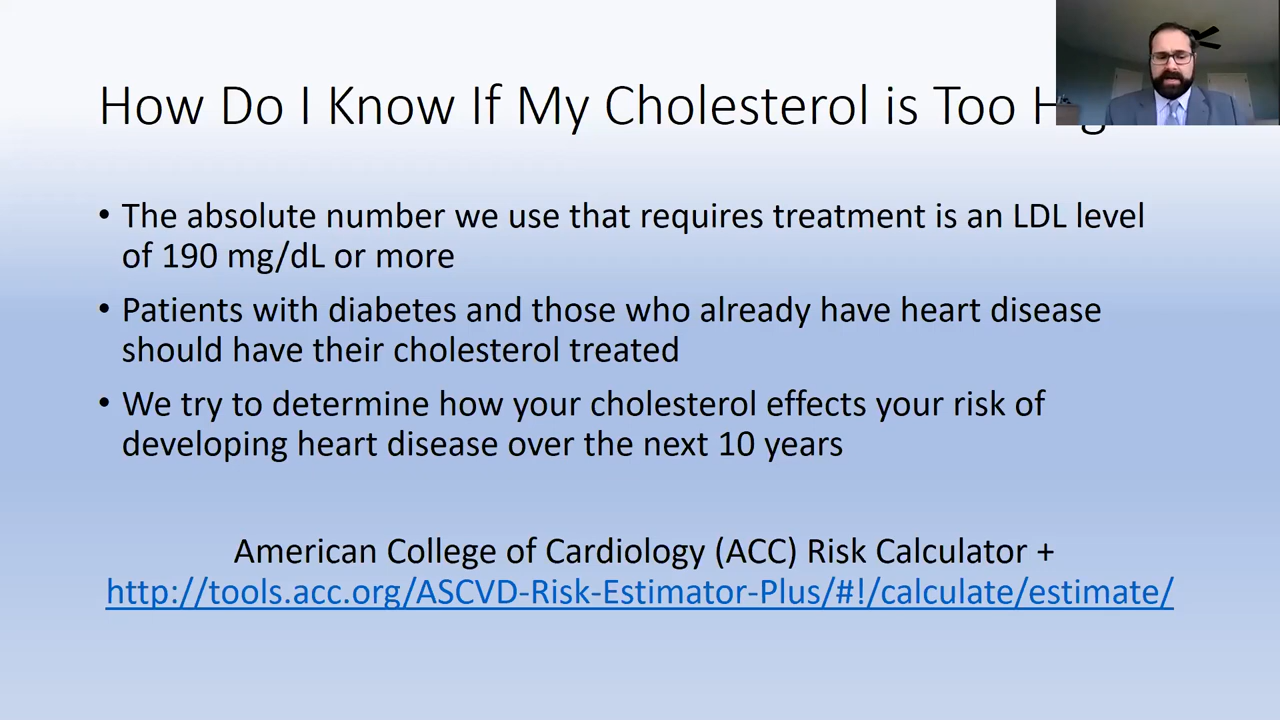 How Do I Know If My Cholesterol is Too
• The absolute number we use that requires treatment is an LDL level
of 190 mg/dL or more
• Patients with diabetes and those who already have heart disease
should have their cholesterol treated
• We try to determine how your cholesterol effects your risk of
developing heart disease over the next 10 years
American College of Cardiology (ACC) Risk Calculator +
http://tools.acc.org/ASCVD-Risk-Estimator-Plus/#!/calculate/estimate/